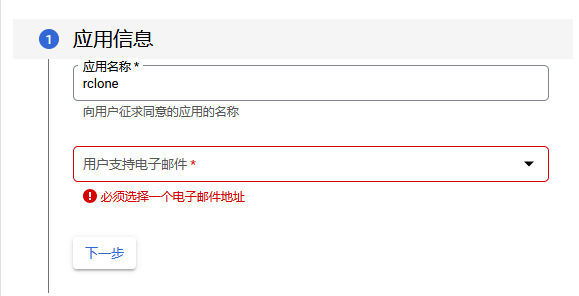 1 应用信息
应用名称 *
rclone
向用户征求同意的应用的名称
用户支持电子邮件 *
必须选择一个电子邮件地址
下一步